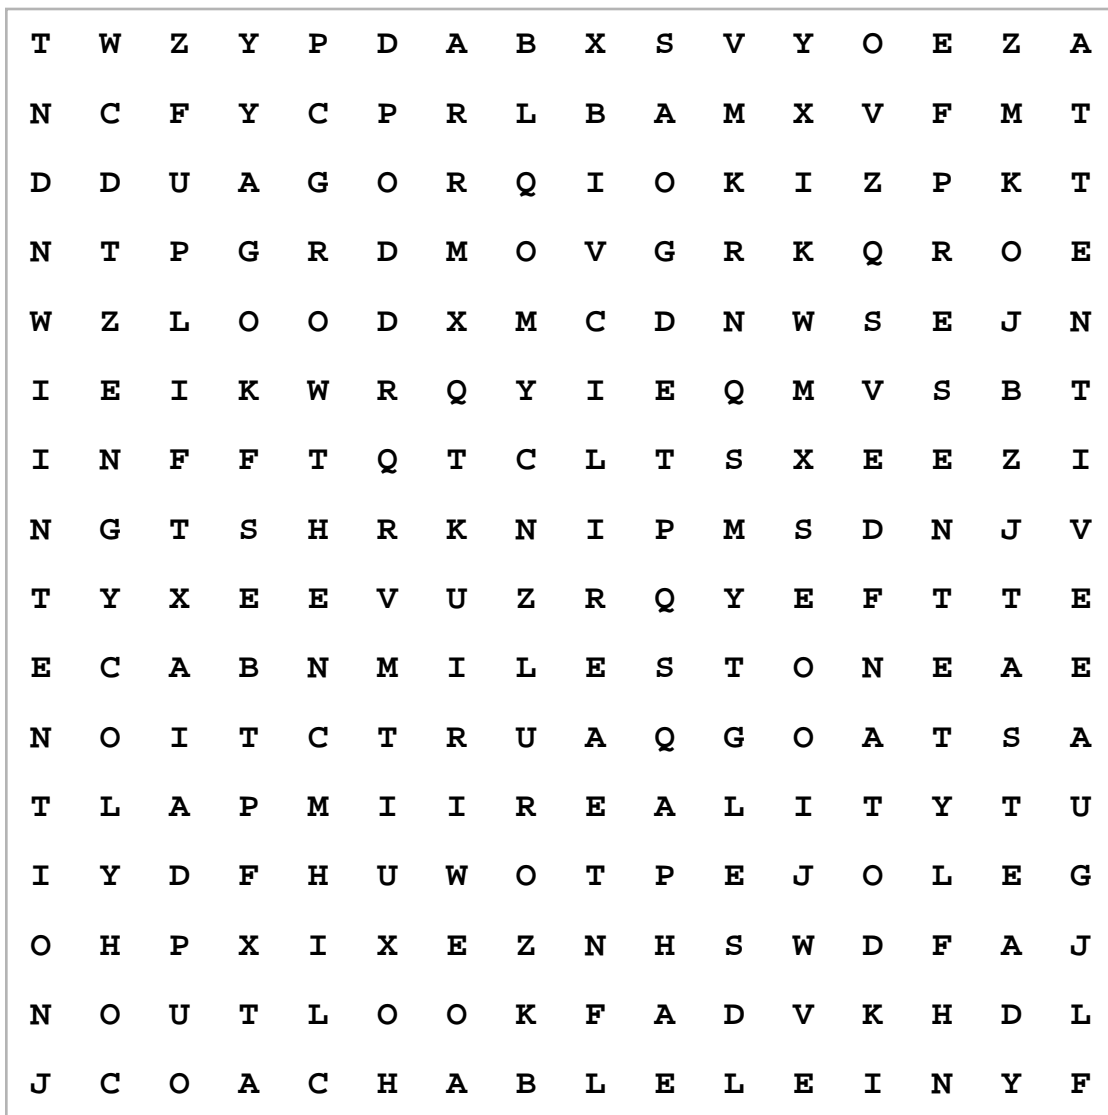 T W Z Y P D A B X S V Y O E Z A
N C F Y C P R L B A M X V F M T
D D U A G O R Q I O K I Z P K T
N T P G R D M O V G R K Q R O E
W Z L O O D X M C D N W S E J N
I E I K W R Q Y I E Q M V S B T
I N F F T Q T C L T S X E E Z I
N G T S H R K N I P M S D N J V
T Y X E E V U Z R Q Y E F T T E
E C A B N M I L E S T O N E A E
N O I T C T R U A Q G O A T S A
T L A P M I I R E A L I T Y T U
I Y D F H U W O T P E J O L E G
O H P X I X E Z N H S W D F A J
N O U T L O O K F A D V K H D L
J C O A C H A B L E L E I N Y F